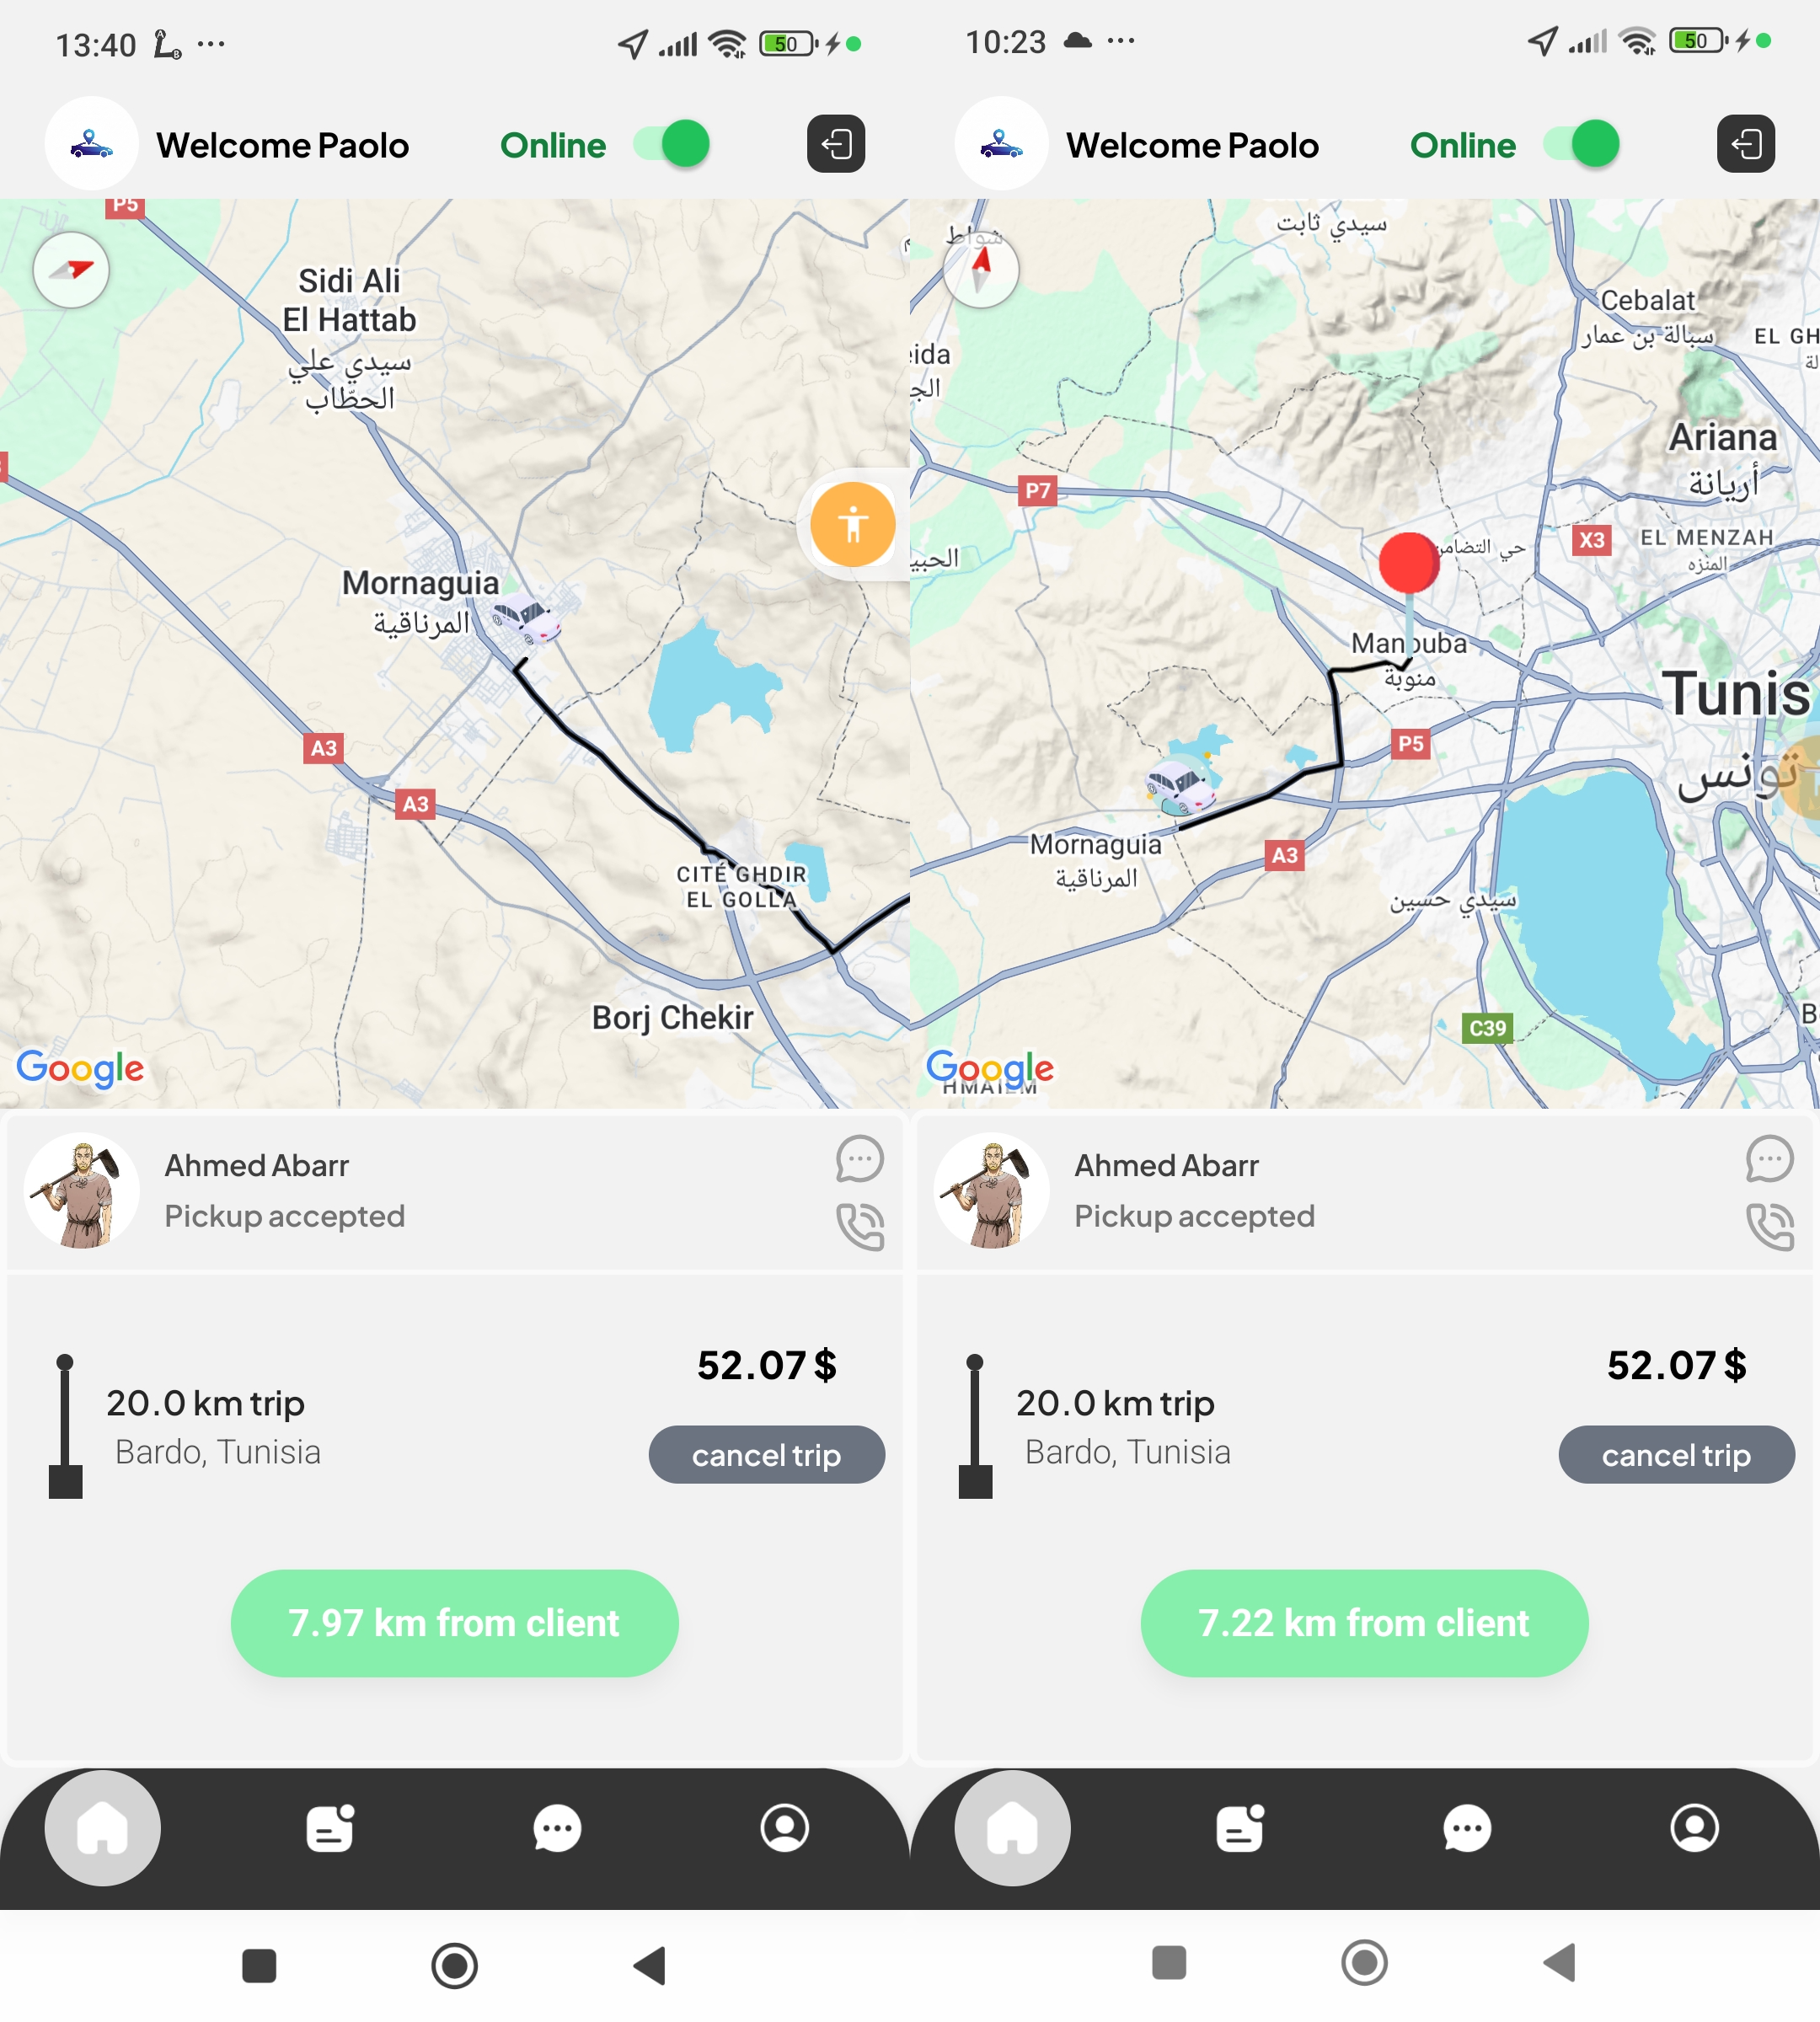 13:40
50
Welcome Paolo
Online
P5
Sidi Ali
El Hattab
سيدي علي
الحطّاب
Mornaguia
المرناقية
A3
A3
CITÉ GHDIR
EL GOLLA
Borj Chekir
Google
Ahmed Abarr
Pickup accepted
52.07 $
20.0 km trip
Bardo, Tunisia
cancel trip
7.97 km from client
10:23
50
Welcome Paolo
Online
شواط
سيدي ثابت
Cebalat
سبالة بن عمار
EL GH
eida
الج
Ariana
أريانة
P7
X3
EL MENZAH
المنزه
حي التضامن
الحبي
Manouba
منوبة
Tunis
تونس
P5
Mornaguia
المرناقية
A3
سيدي حسين
C39
B
Google
HMAIEM
Ahmed Abarr
Pickup accepted
52.07 $
20.0 km trip
Bardo, Tunisia
cancel trip
7.22 km from client